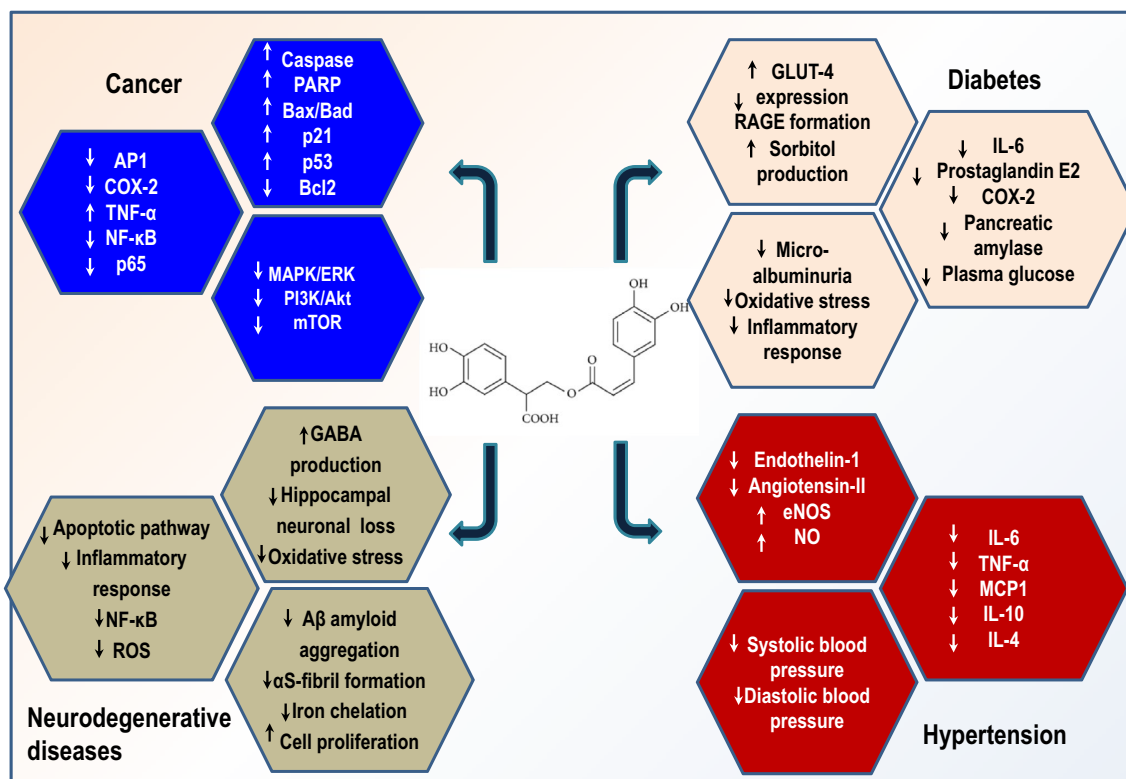 Cancer
↑ Caspase
↑ PARP
↑ Bax/Bad
↑ p21
↑ p53
↓ Bcl2
↓ AP1
↓ COX-2
↑ TNF-α
↓ NF-κB
↓ p65
↓ MAPK/ERK
↓ PI3K/Akt
↓ mTOR
Diabetes
↑ GLUT-4
expression
↓ RAGE formation
↑ Sorbitol
production
↓ IL-6
↓ Prostaglandin E2
↓ COX-2
↓ Pancreatic
amylase
↓ Plasma glucose
↓ Micro-
albuminuria
↓ Oxidative stress
↓ Inflammatory
response
OH
OH
HO
HO
O
O
COOH
↑ GABA
production
↓ Hippocampal
neuronal loss
↓ Oxidative stress
↓ Apoptotic pathway
↓ Inflammatory
response
↓ NF-κB
↓ ROS
↓ Aβ amyloid
aggregation
↓ αS-fibril formation
↓ Iron chelation
↑ Cell proliferation
Neurodegenerative
diseases
↓ Endothelin-1
↓ Angiotensin-II
↑ eNOS
↑ NO
↓ IL-6
↓ TNF-α
↓ MCP1
↓ IL-10
↓ IL-4
↓ Systolic blood
pressure
↓ Diastolic blood
pressure
Hypertension